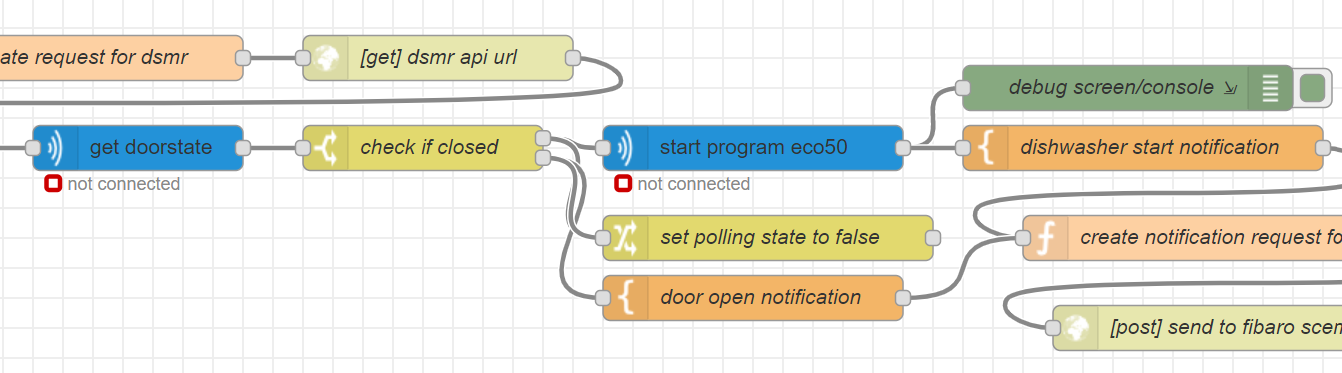 ate request for dsmr
[get] dsmr api url
debug screen/console
get doorstate
check if closed
start program eco50
dishwasher start notification
not connected
not connected
set polling state to false
create notification request fo
door open notification
[post] send to fibaro scen